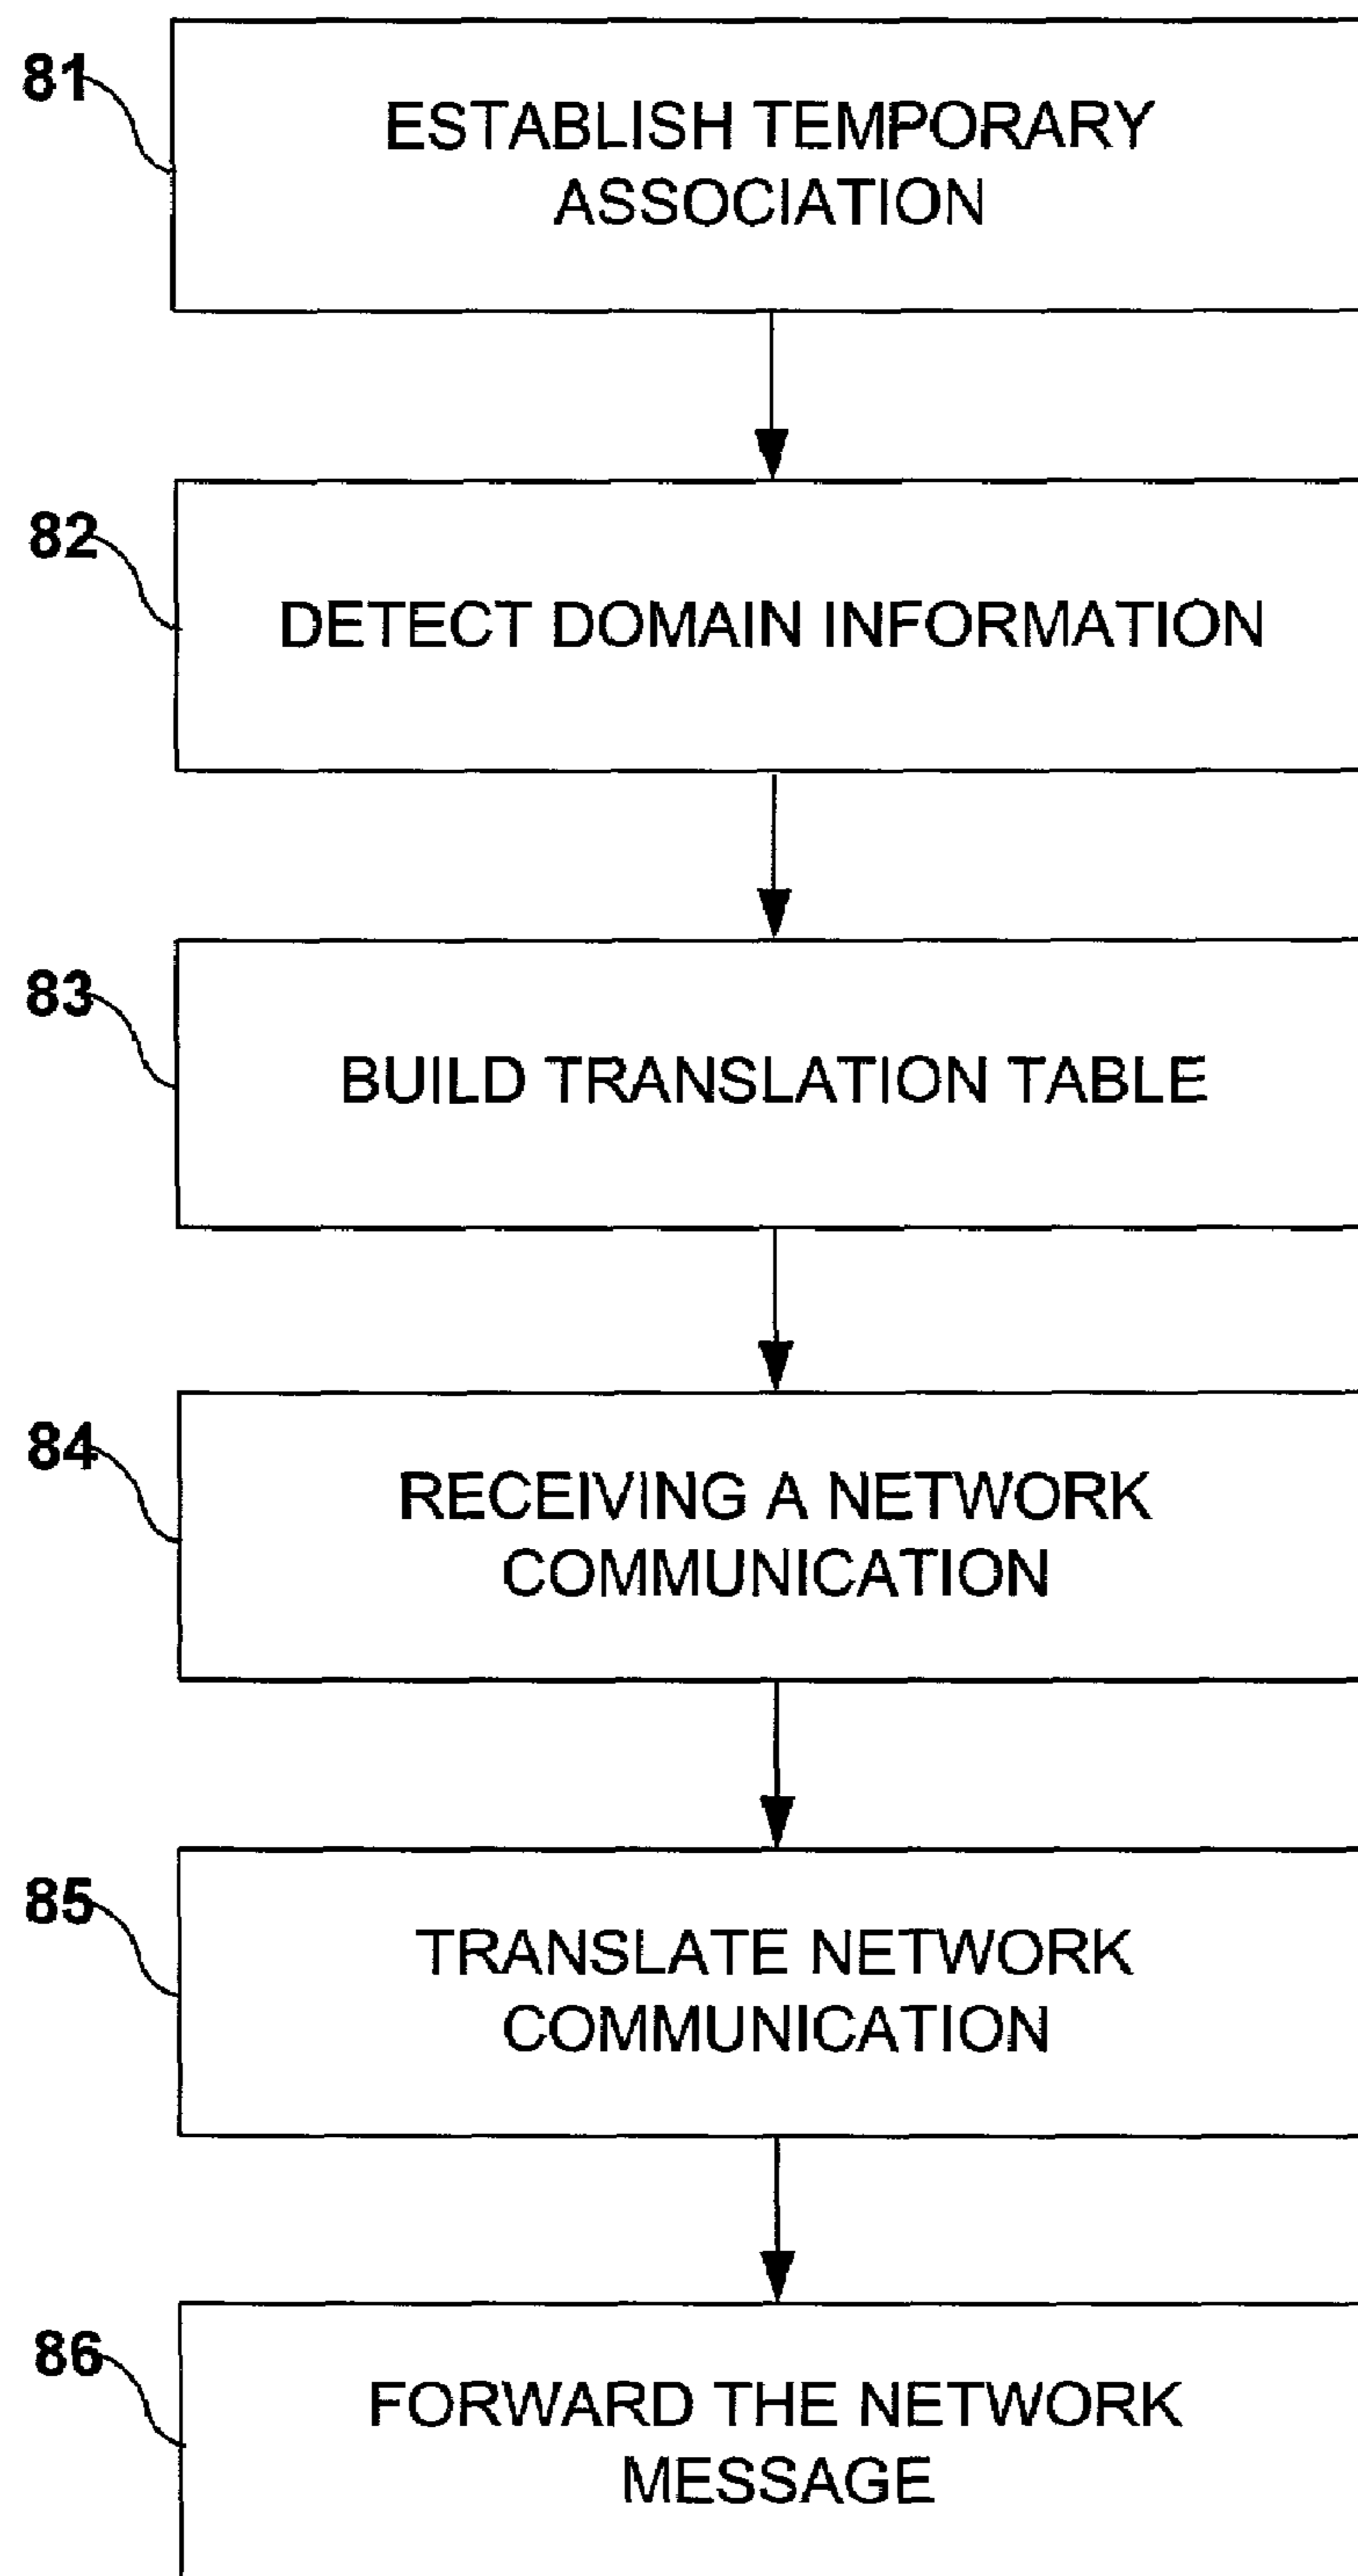 81
ESTABLISH TEMPORARY
ASSOCIATION
82
DETECT DOMAIN INFORMATION
83
BUILD TRANSLATION TABLE
84
RECEIVING A NETWORK
COMMUNICATION
85
TRANSLATE NETWORK
COMMUNICATION
86
FORWARD THE NETWORK
MESSAGE